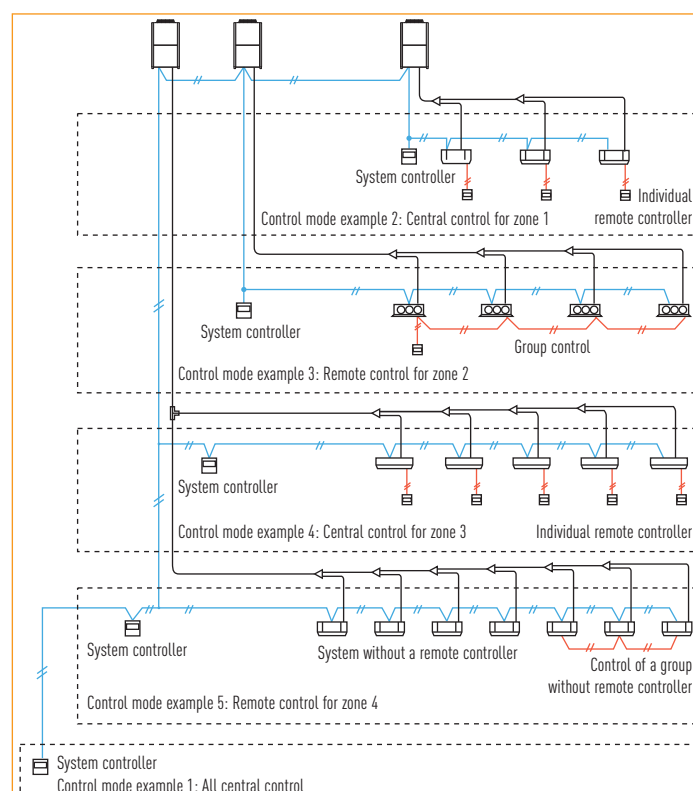 System controller
Individual
remote controller
Control mode example 2: Central control for zone 1
System controller
Group control
Control mode example 3: Remote control for zone 2
System controller
Control mode example 4: Central control for zone 3
Individual remote controller
System controller
System without a remote controller
Control of a group
without remote controller
Control mode example 5: Remote control for zone 4
System controller
Control mode example 1: All central control